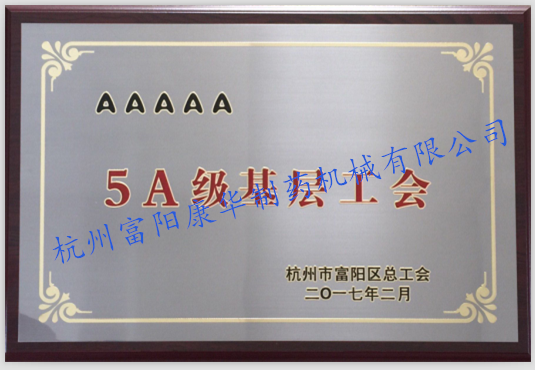 AAAAA
5A级基层工会
杭州富阳康华制药机械有限公司
杭州市富阳区总工会
二〇一七年二月